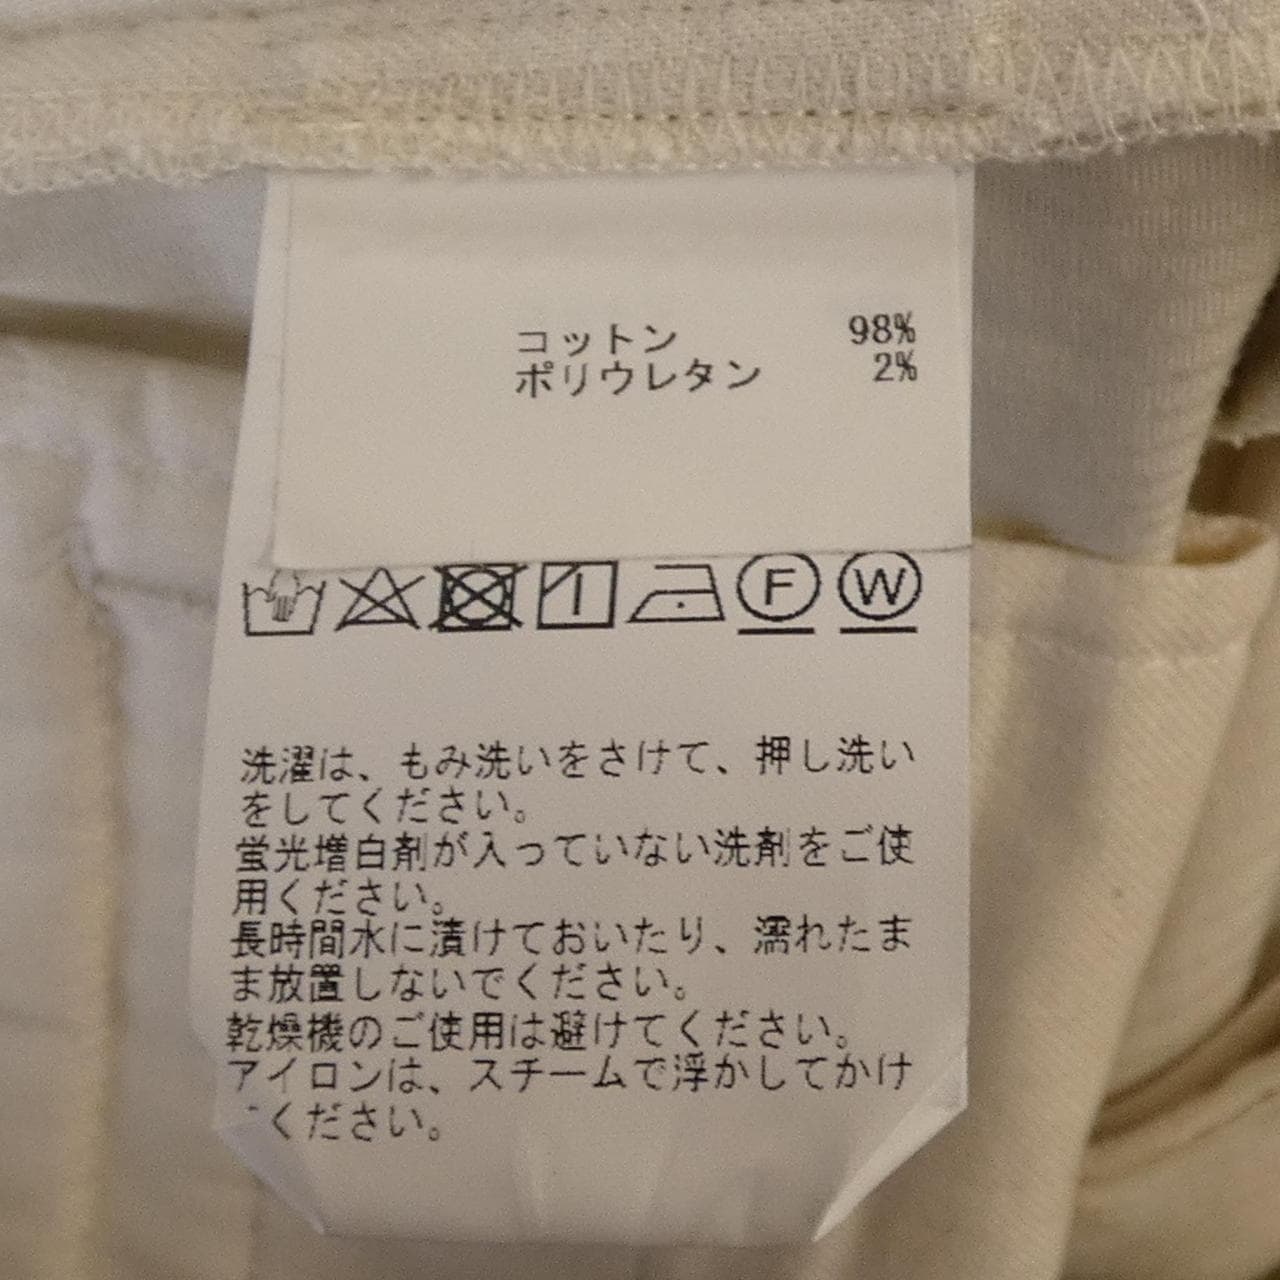 コットン 98%
ポリウレタン 2%
F W
洗濯は、もみ洗いをさけて、押し洗い
をしてください。
蛍光増白剤が入っていない洗剤をご使
用ください。
長時間水に漬けておいたり、濡れたま
ま放置しないでください。
乾燥機のご使用は避けてください。
アイロンは、スチームで浮かしてかけ
てください。